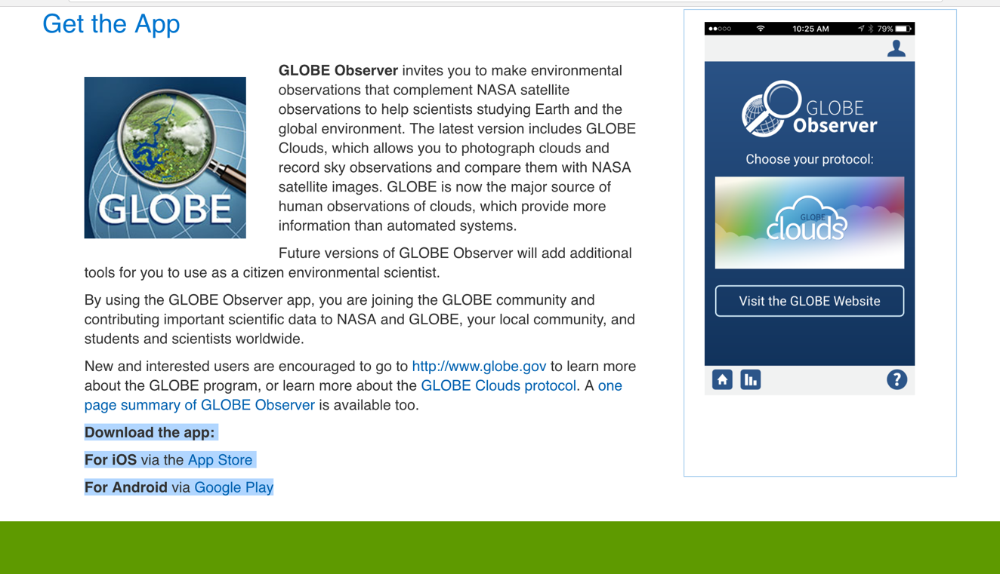 Get the App
GLOBE
GLOBE Observer invites you to make environmental
observations that complement NASA satellite
observations to help scientists studying Earth and the
global environment. The latest version includes GLOBE
Clouds, which allows you to photograph clouds and
record sky observations and compare them with NASA
satellite images. GLOBE is now the major source of
human observations of clouds, which provide more
information than automated systems.
Future versions of GLOBE Observer will add additional
tools for you to use as a citizen environmental scientist.
By using the GLOBE Observer app, you are joining the GLOBE community and
contributing important scientific data to NASA and GLOBE, your local community, and
students and scientists worldwide.
New and interested users are encouraged to go to http://www.globe.gov to learn more
about the GLOBE program, or learn more about the GLOBE Clouds protocol. A one
page summary of GLOBE Observer is available too.
Download the app:
For iOS via the App Store
For Android via Google Play
10:25 AM
79%
GLOBE
Observer
Choose your protocol:
GLOBE
clouds
Visit the GLOBE Website
?